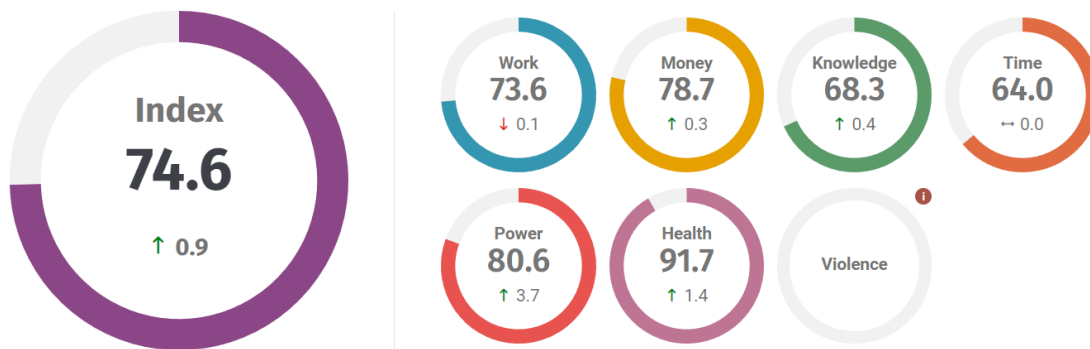 Index
74.6
↑ 0.9
Work
73.6
↓ 0.1
Money
78.7
↑ 0.3
Knowledge
68.3
↑ 0.4
Time
64.0
↔ 0.0
Power
80.6
↑ 3.7
Health
91.7
↑ 1.4
i
Violence